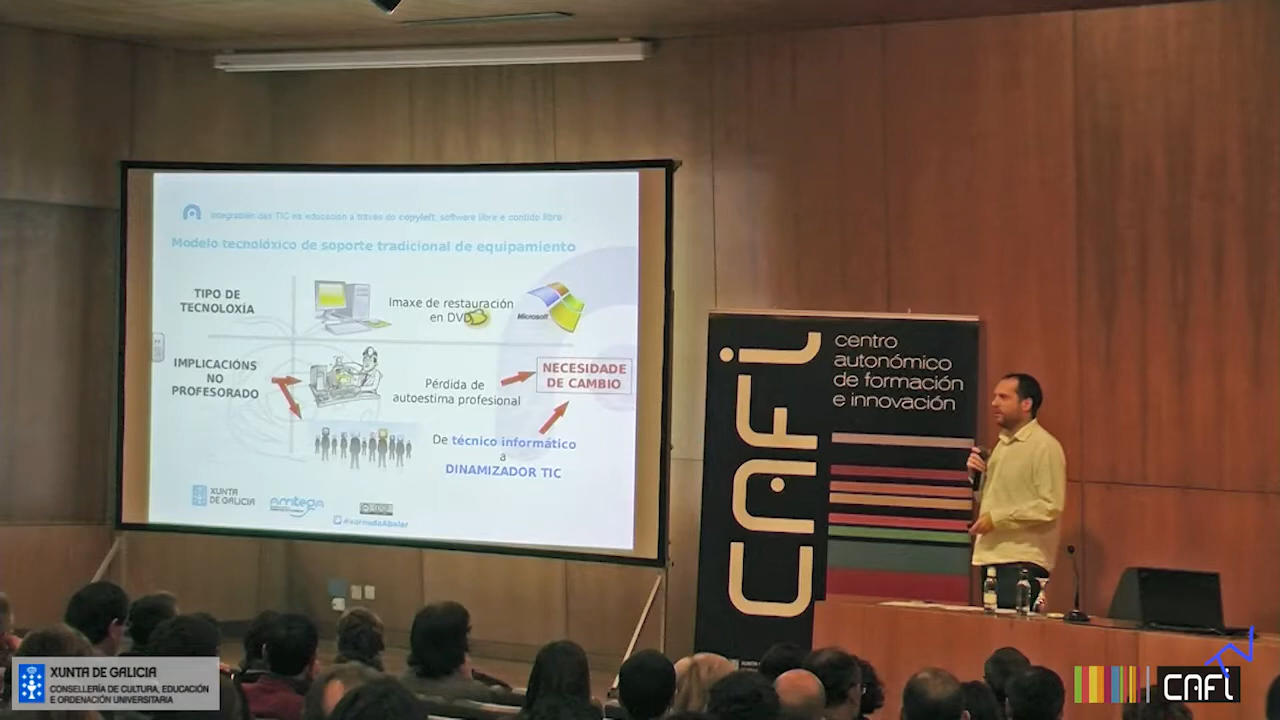 Integración das TIC na educación a través do copyleft, software libre e contido libre
Modelo tecnolóxico de soporte tradicional de equipamiento
TIPO DE
TECNOLOXÍA
Imaxe de restauración
en DVD
Microsoft
IMPLICACIÓNS
NO
PROFESORADO
Pérdida de
autoestima profesional
NECESIDADE
DE CAMBIO
De técnico informático
a
DINAMIZADOR TIC
XUNTA
DE GALICIA
amtega
#xornadaAbalar
CAFi
centro
autonómico
de formación
e innovación
XUNTA DE GALICIA
CONSELLERÍA DE CULTURA, EDUCACIÓN
E ORDENACIÓN UNIVERSITARIA
CAFi